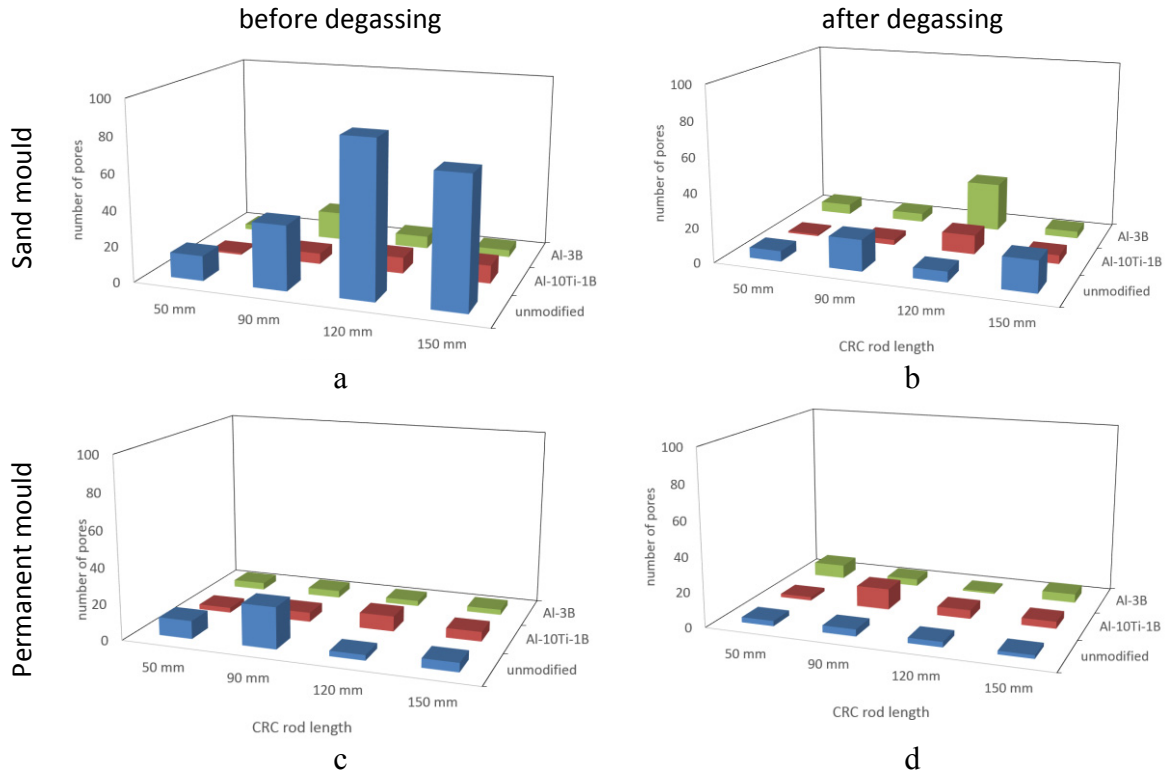 before degassing
after degassing
Sand mould
number of pores
100
80
60
40
20
0
50 mm
90 mm
120 mm
150 mm
Al-3B
Al-10Ti-1B
unmodified
a
number of pores
100
80
60
40
20
0
50 mm
90 mm
120 mm
150 mm
Al-3B
Al-10Ti-1B
unmodified
CRC rod length
b
Permanent mould
number of pores
100
80
60
40
20
0
50 mm
90 mm
120 mm
150 mm
Al-3B
Al-10Ti-1B
unmodified
CRC rod length
c
number of pores
100
80
60
40
20
0
50 mm
90 mm
120 mm
150 mm
Al-3B
Al-10Ti-1B
unmodified
CRC rod length
d